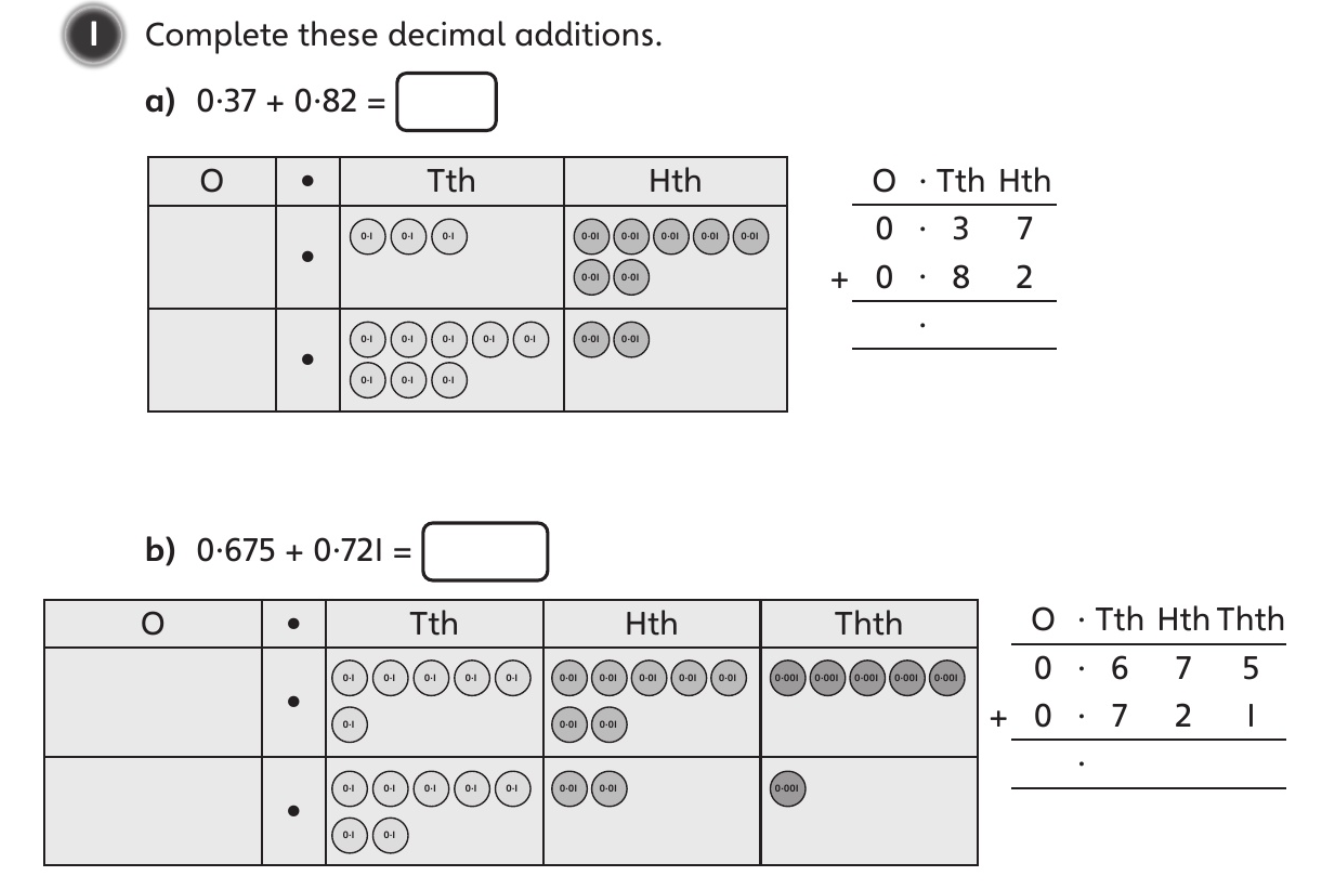 1 Complete these decimal additions.
a) 0·37 + 0·82 =
O • Tth Hth
• 0·1 0·1 0·1 0·01 0·01 0·01 0·01 0·01
0·01 0·01
• 0·1 0·1 0·1 0·1 0·1 0·01 0·01
0·1 0·1 0·1
O · Tth Hth
0 · 3 7
+ 0 · 8 2
·
b) 0·675 + 0·721 =
O • Tth Hth Thth
• 0·1 0·1 0·1 0·1 0·1 0·01 0·01 0·01 0·01 0·01 0·001 0·001 0·001 0·001 0·001
0·1 0·01 0·01
• 0·1 0·1 0·1 0·1 0·1 0·01 0·01 0·001
0·1 0·1
O · Tth Hth Thth
0 · 6 7 5
+ 0 · 7 2 1
·